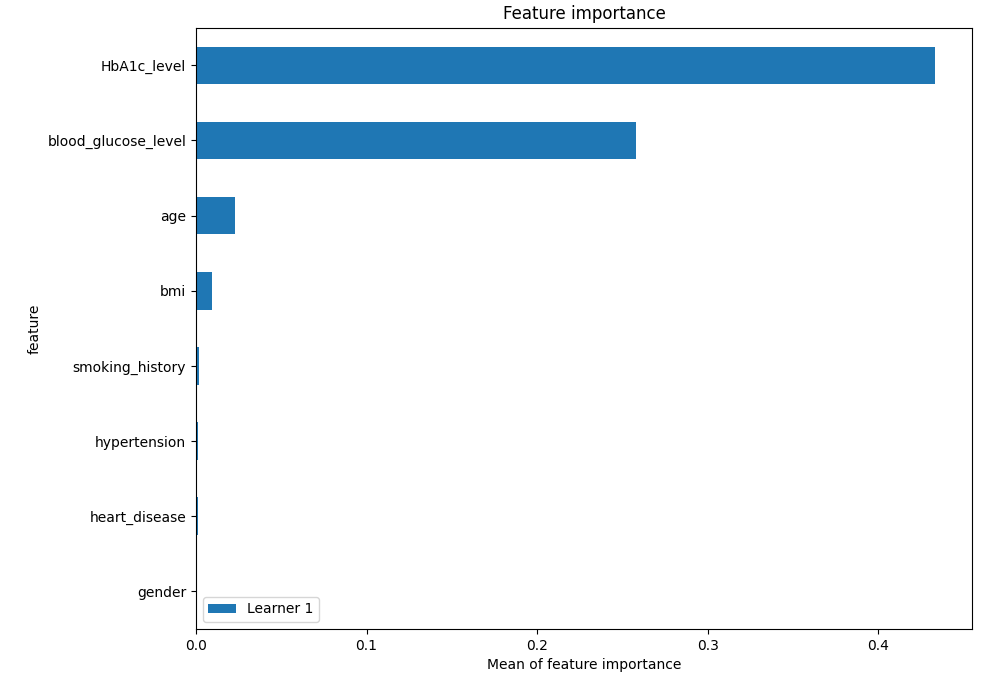 Feature importance
HbA1c_level
blood_glucose_level
age
bmi
smoking_history
hypertension
heart_disease
gender
feature
Learner 1
0.0 0.1 0.2 0.3 0.4
Mean of feature importance